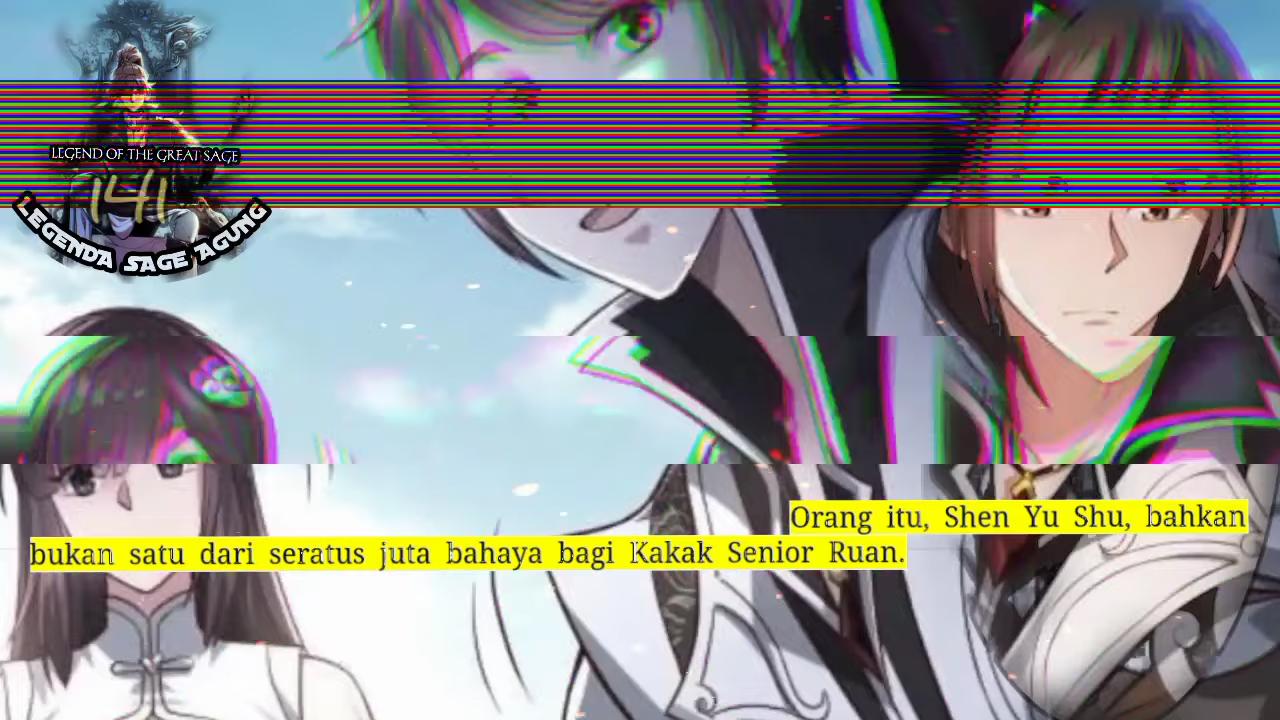 LEGEND OF THE GREAT SAGE
141
LEGENDA SAGE AGUNG
Orang itu, Shen Yu Shu, bahkan
bukan satu dari seratus juta bahaya bagi Kakak Senior Ruan.